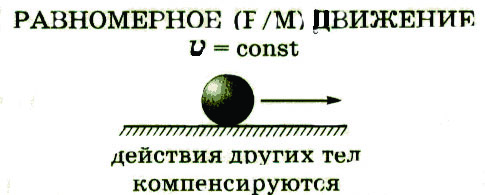 РАВНОМЕРНОЕ (F/M) ДВИЖЕНИЕ
υ = const
действия других тел
компенсируются